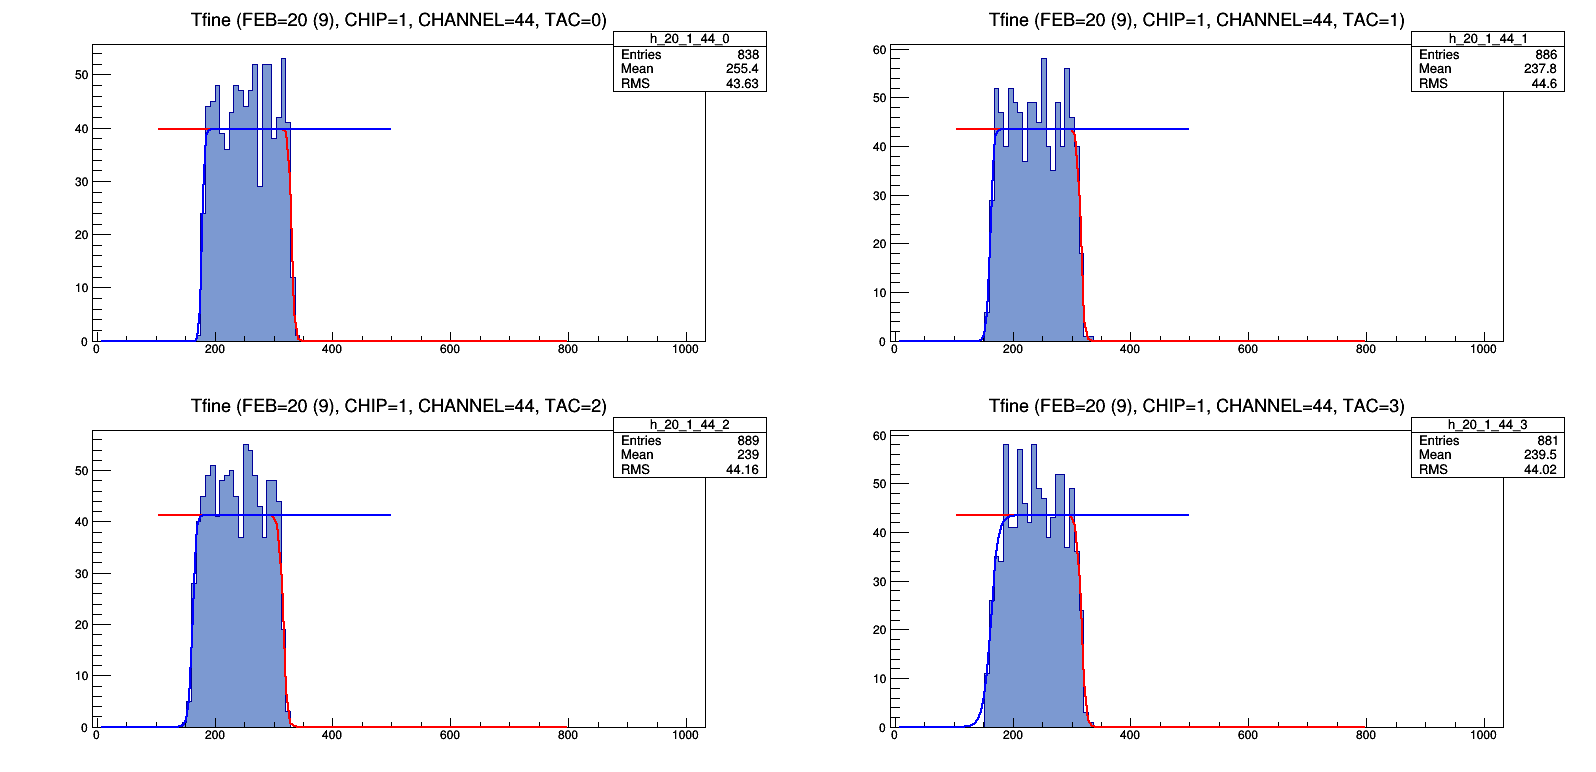 Tfine (FEB=20 (9), CHIP=1, CHANNEL=44, TAC=0)
h_20_1_44_0
Entries 838
Mean 255.4
RMS 43.63
50
40
30
20
10
0
0 200 400 600 800 1000
Tfine (FEB=20 (9), CHIP=1, CHANNEL=44, TAC=1)
h_20_1_44_1
Entries 886
Mean 237.8
RMS 44.6
60
50
40
30
20
10
0
0 200 400 600 800 1000
Tfine (FEB=20 (9), CHIP=1, CHANNEL=44, TAC=2)
h_20_1_44_2
Entries 889
Mean 239
RMS 44.16
50
40
30
20
10
0
0 200 400 600 800 1000
Tfine (FEB=20 (9), CHIP=1, CHANNEL=44, TAC=3)
h_20_1_44_3
Entries 881
Mean 239.5
RMS 44.02
60
50
40
30
20
10
0
0 200 400 600 800 1000